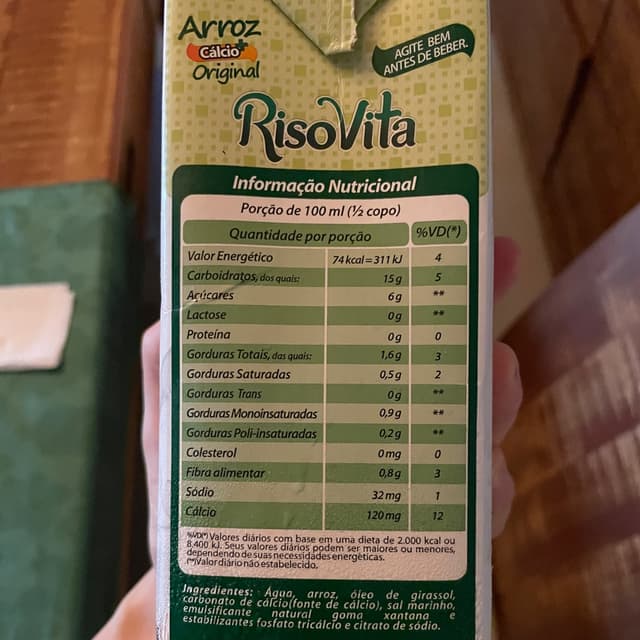 Arroz
Cálcio+
Original
AGITE BEM
ANTES DE BEBER.
RisoVita
Informação Nutricional
Porção de 100 ml (½ copo)
Quantidade por porção %VD(*)
Valor Energético 74 kcal = 311 kJ 4
Carboidratos, das quais: 15 g 5
Açúcares 6 g **
Lactose 0 g **
Proteína 0 g 0
Gorduras Totais, das quais: 1,6 g 3
Gorduras Saturadas 0,5 g 2
Gorduras Trans 0 g **
Gorduras Monoinsaturadas 0,9 g **
Gorduras Poli-insaturadas 0,2 g **
Colesterol 0 mg 0
Fibra alimentar 0,8 g 3
Sódio 32 mg 1
Cálcio 120 mg 12
%VD(*) Valores diários com base em uma dieta de 2.000 kcal ou
8.400 kJ. Seus valores diários podem ser maiores ou menores,
dependendo de suas necessidades energéticas.
(**)Valor diário não estabelecido.
Ingredientes: Água, arroz, óleo de girassol,
carbonato de cálcio(fonte de cálcio), sal marinho,
emulsificante natural goma xantana e
estabilizantes fosfato tricálcio e citrato de sódio.